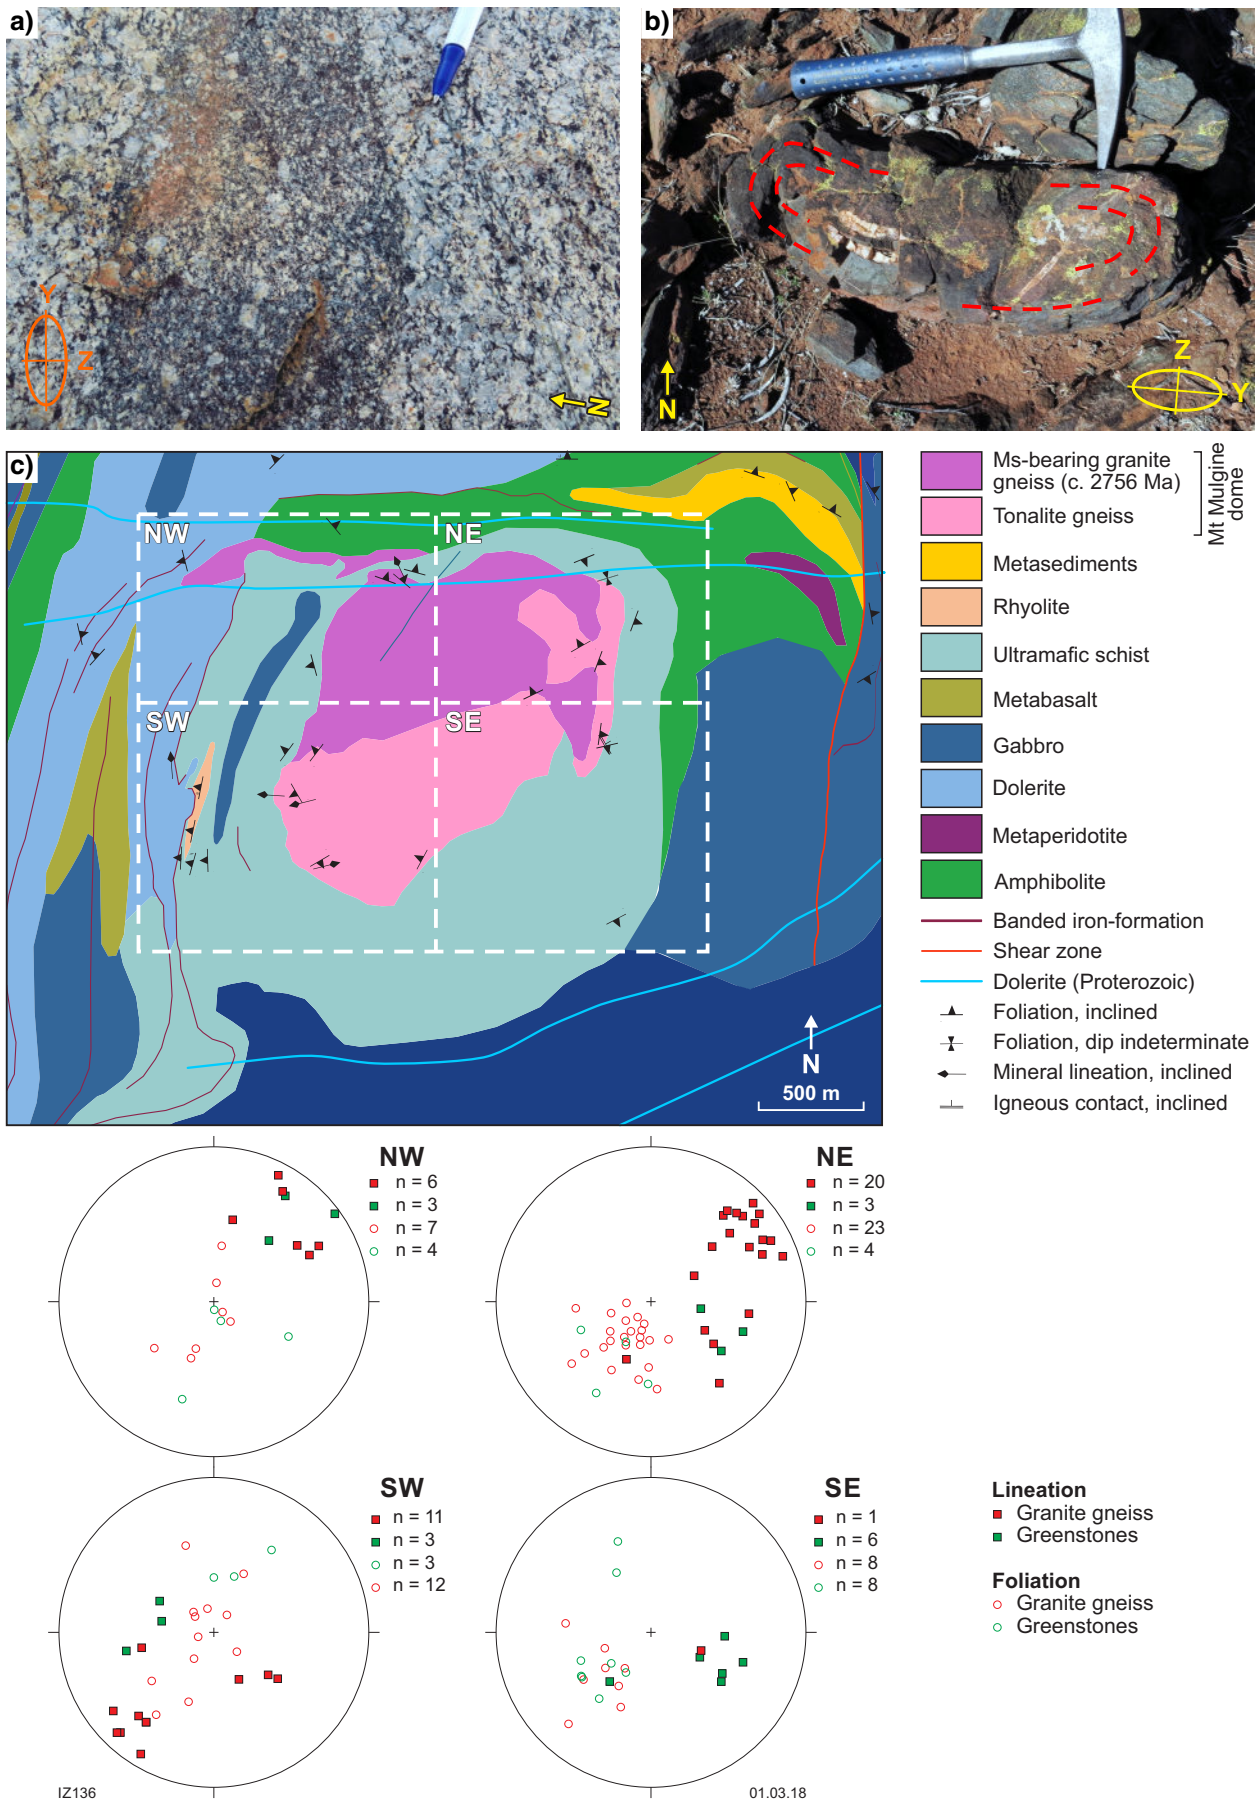 a)
Y
Z
N
b)
N
Z
Y
c)
NW
NE
SW
SE
N
500 m
Ms-bearing granite
gneiss (c. 2756 Ma)
Tonalite gneiss
Mt Mulgine
dome
Metasediments
Rhyolite
Ultramafic schist
Metabasalt
Gabbro
Dolerite
Metaperidotite
Amphibolite
Banded iron-formation
Shear zone
Dolerite (Proterozoic)
Foliation, inclined
Foliation, dip indeterminate
Mineral lineation, inclined
Igneous contact, inclined
NW
n = 6
n = 3
n = 7
n = 4
NE
n = 20
n = 3
n = 23
n = 4
SW
n = 11
n = 3
n = 3
n = 12
SE
n = 1
n = 6
n = 8
n = 8
Lineation
Granite gneiss
Greenstones
Foliation
Granite gneiss
Greenstones
IZ136
01.03.18